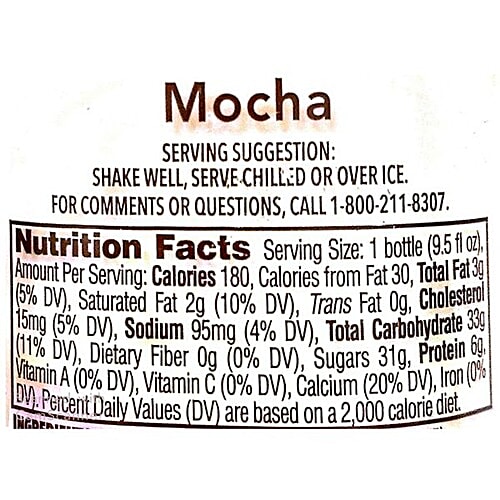 Mocha
SERVING SUGGESTION:
SHAKE WELL, SERVE CHILLED OR OVER ICE.
FOR COMMENTS OR QUESTIONS, CALL 1-800-211-8307.
Nutrition Facts Serving Size: 1 bottle (9.5 fl oz),
Amount Per Serving: Calories 180, Calories from Fat 30, Total Fat 3g
(5% DV), Saturated Fat 2g (10% DV), Trans Fat 0g, Cholesterol
15mg (5% DV), Sodium 95mg (4% DV), Total Carbohydrate 33g
(11% DV), Dietary Fiber 0g (0% DV), Sugars 31g, Protein 6g,
Vitamin A (0% DV), Vitamin C (0% DV), Calcium (20% DV), Iron (0%
DV). Percent Daily Values (DV) are based on a 2,000 calorie diet.